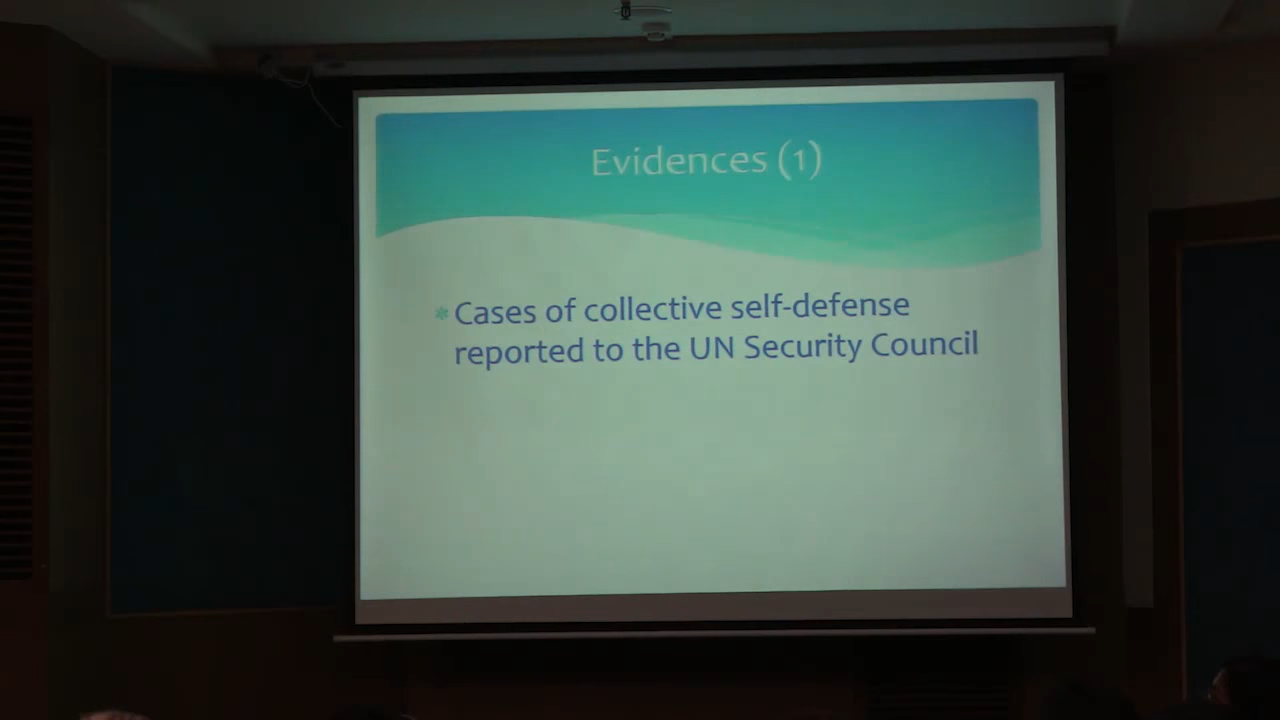 Evidences (1)
* Cases of collective self-defense
reported to the UN Security Council